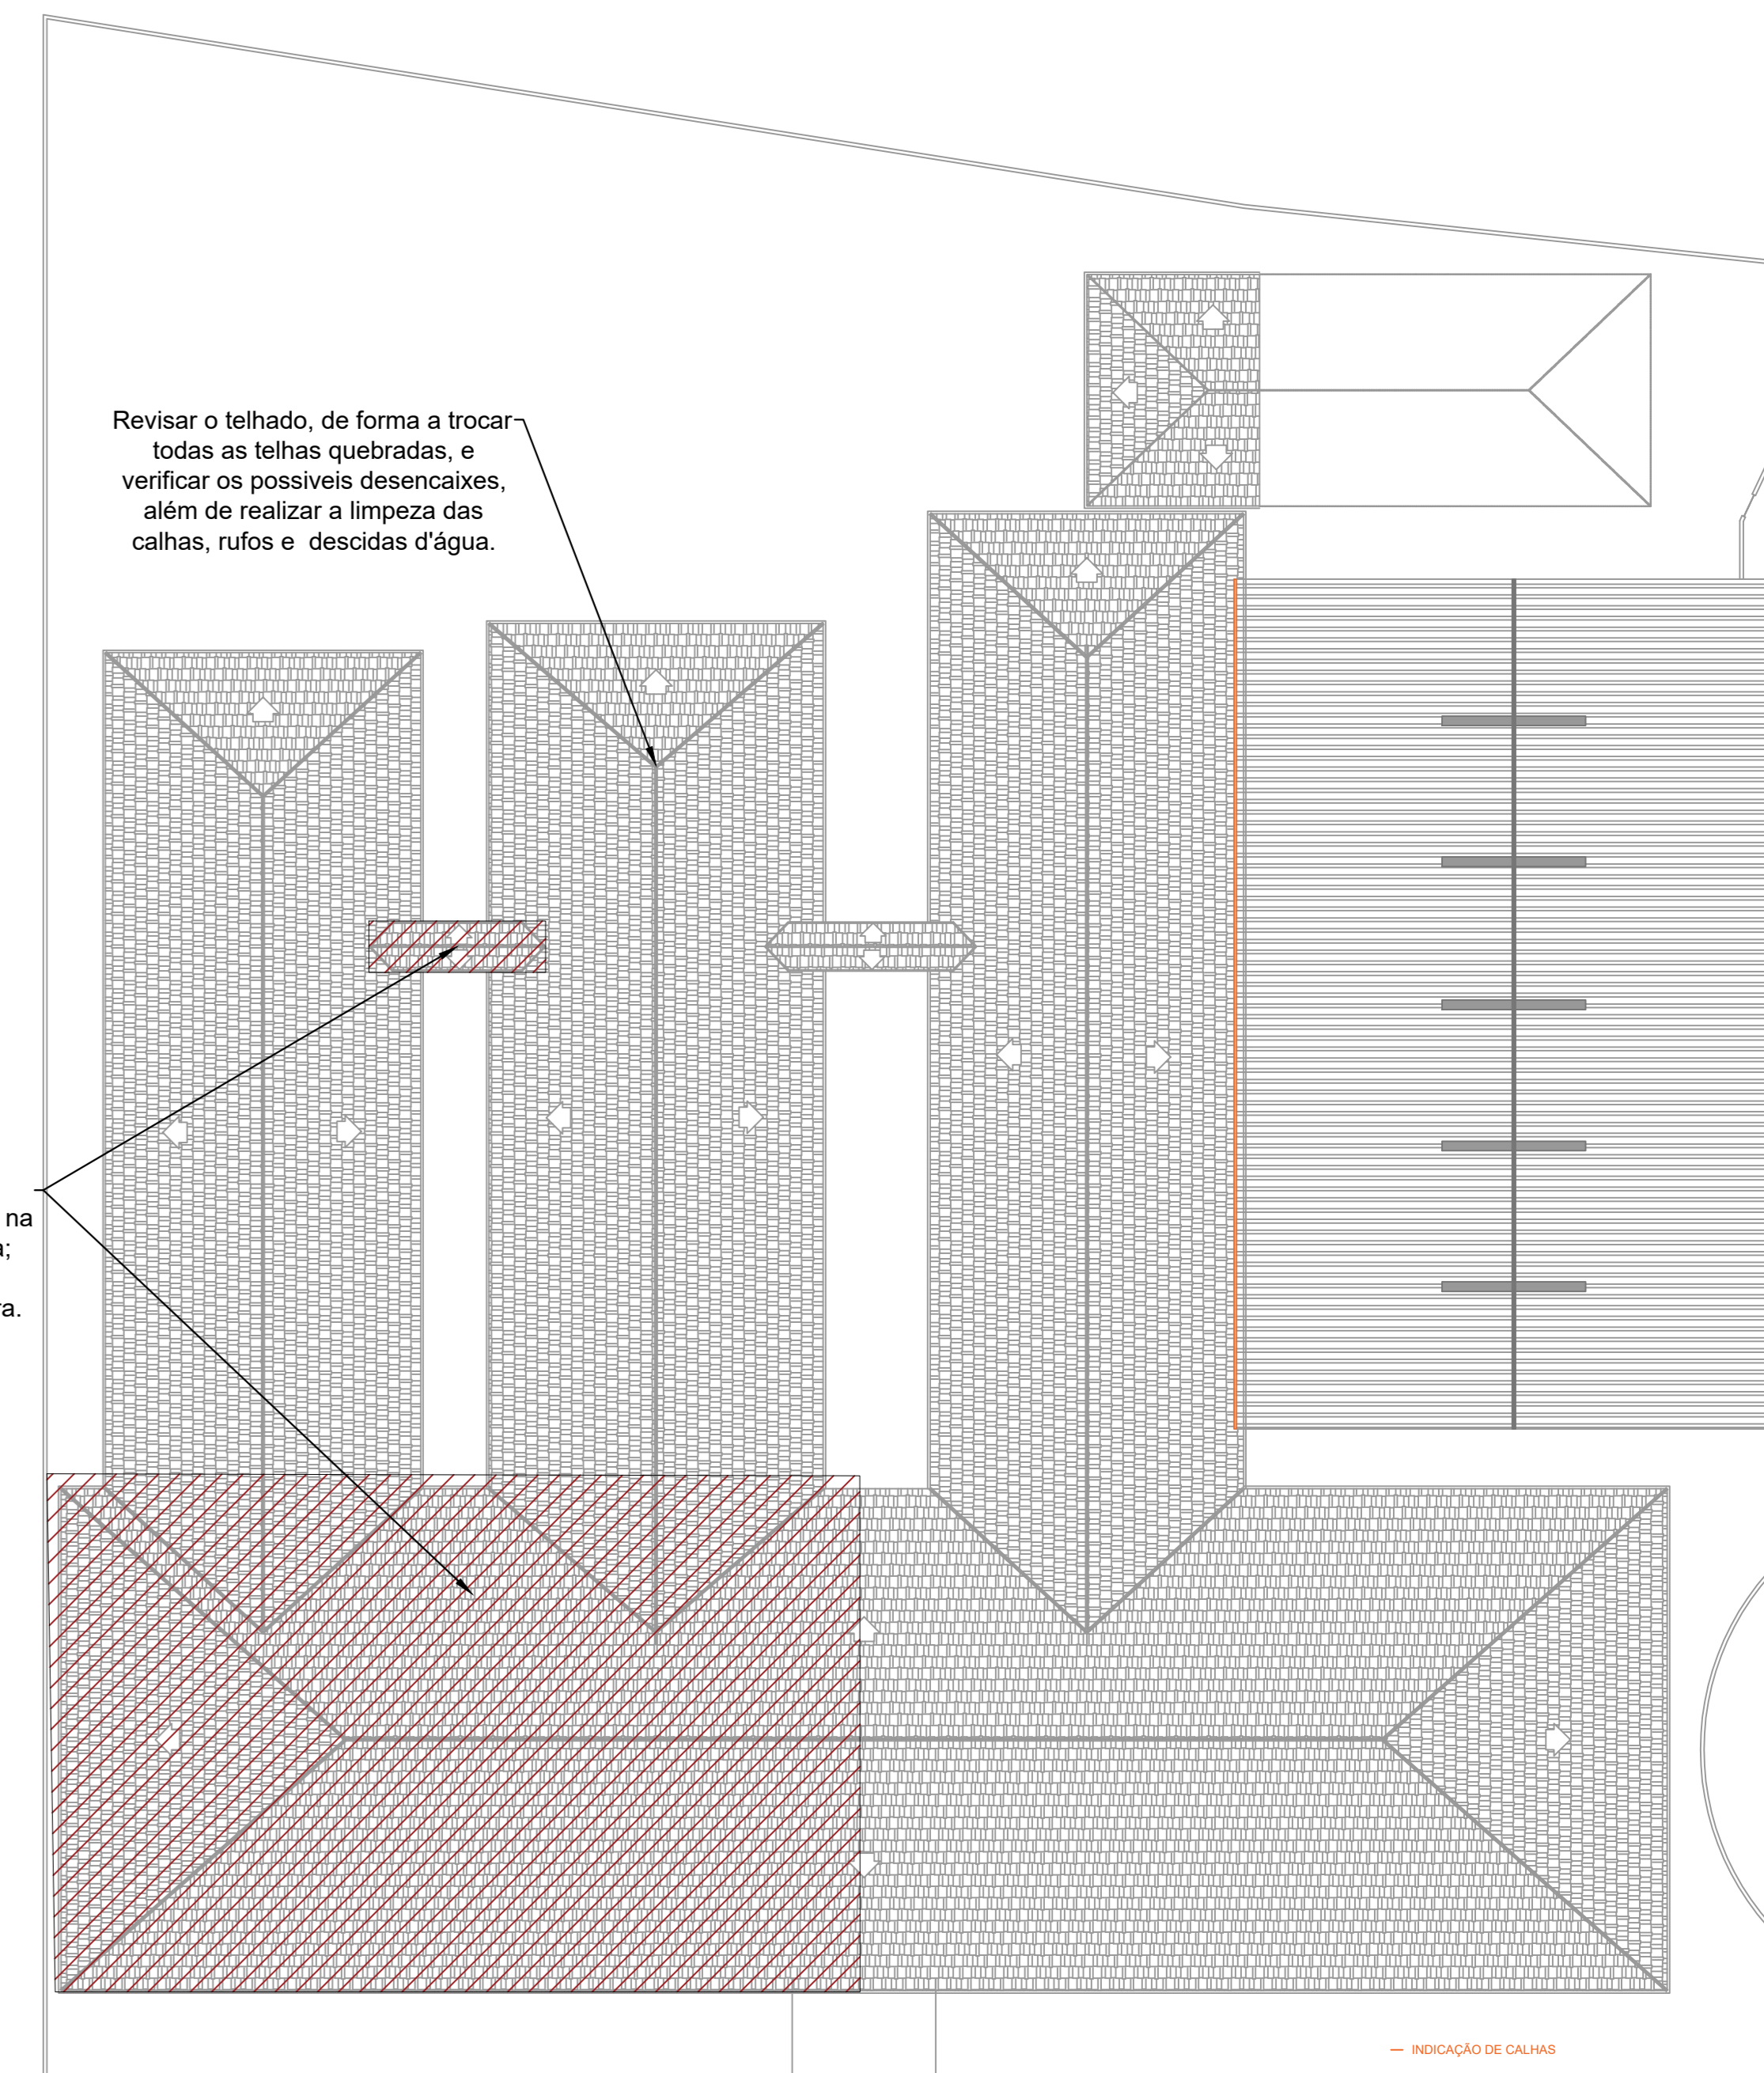 Revisar o telhado, de forma a trocar
todas as telhas quebradas, e
verificar os possiveis desencaixes,
além de realizar a limpeza das
calhas, rufos e descidas d'água.
na
INDICAÇÃO DE CALHAS